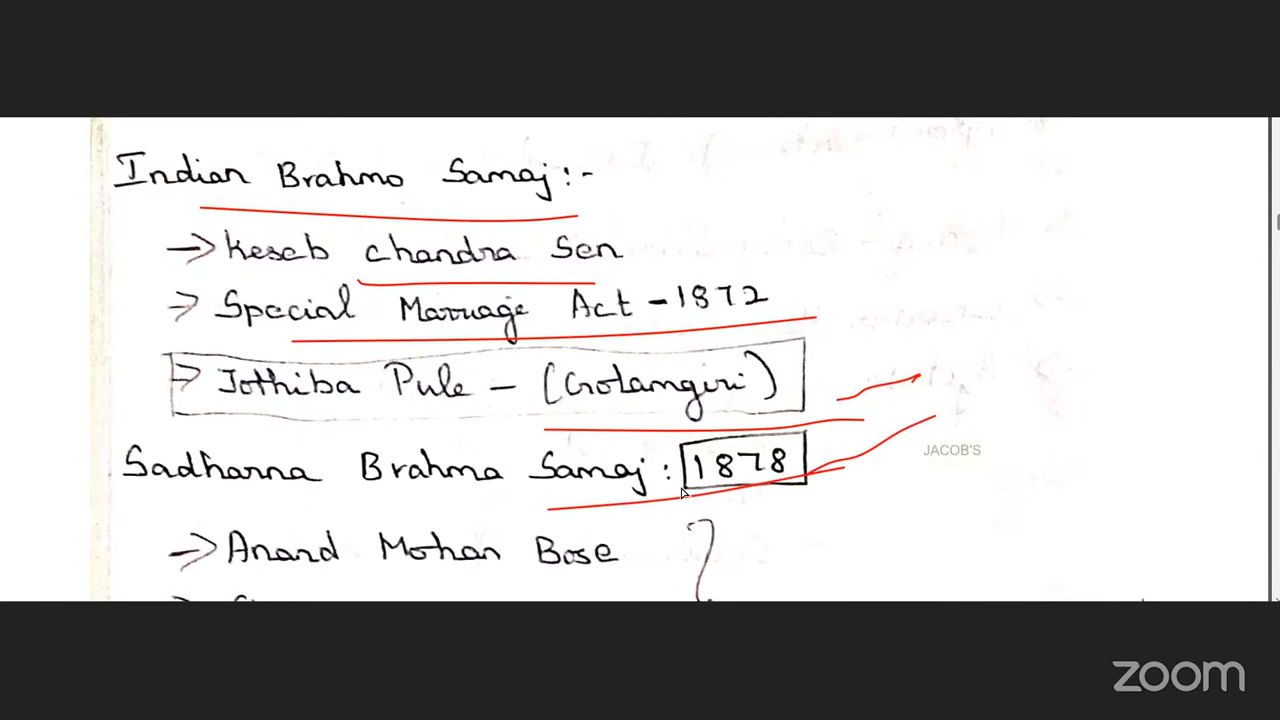 Indian Brahmo Samaj:-
→ Keseb chandra Sen
→ Special Marruage Act - 1872
→ Jothiba Pule - (Golamgiri)
Sadharna Brahma Samaj: 1878
JACOB'S
→ Anand Mohan Bose
zoom